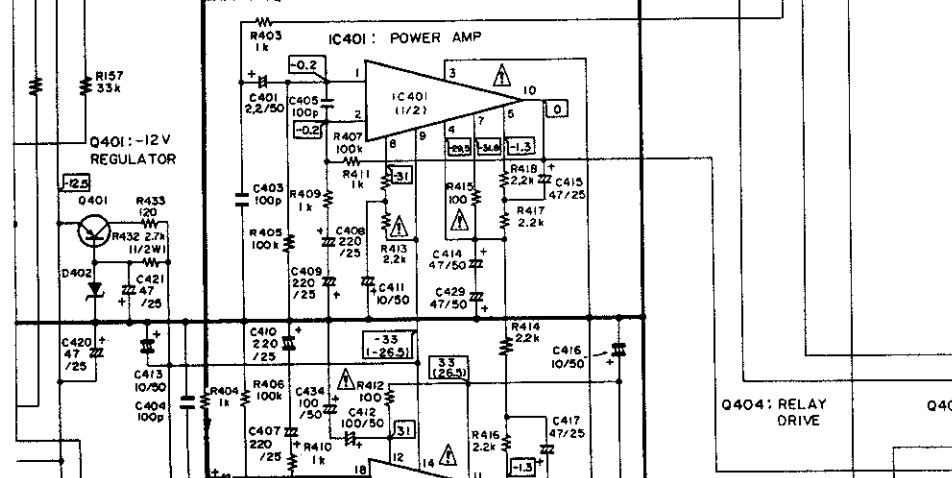 R403
1k
IC401: POWER AMP
R157
33k
-0.2
1
3
C401
2.2/50
C405
100p
IC401
(1/2)
10
0
2
-0.2
5
7
4
9
8
R407
100k
-29.5
-31.8
-1.3
Q401:-12V
REGULATOR
R411
1k
-31
R418
2.2k
C415
47/25
-12.5
Q401
R433
120
C403
100p
R409
1k
R415
100
R417
2.2k
R432 2.7k
(1/2W)
R405
100k
C408
220
/25
R413
2.2k
C414
47/50
D402
C421
47
/25
C409
220
/25
C411
10/50
C429
47/50
C420
47
/25
C410
220
/25
-33
(-26.5)
R414
2.2k
C416
10/50
33
(26.5)
C413
10/50
C404
100p
R404
1k
R406
100k
C434
100
/50
R412
100
C412
100/50
Q404: RELAY
DRIVE
Q40
C407
220
/25
R410
1k
31
R416
2.2k
C417
47/25
18
12
14
11
-1.3